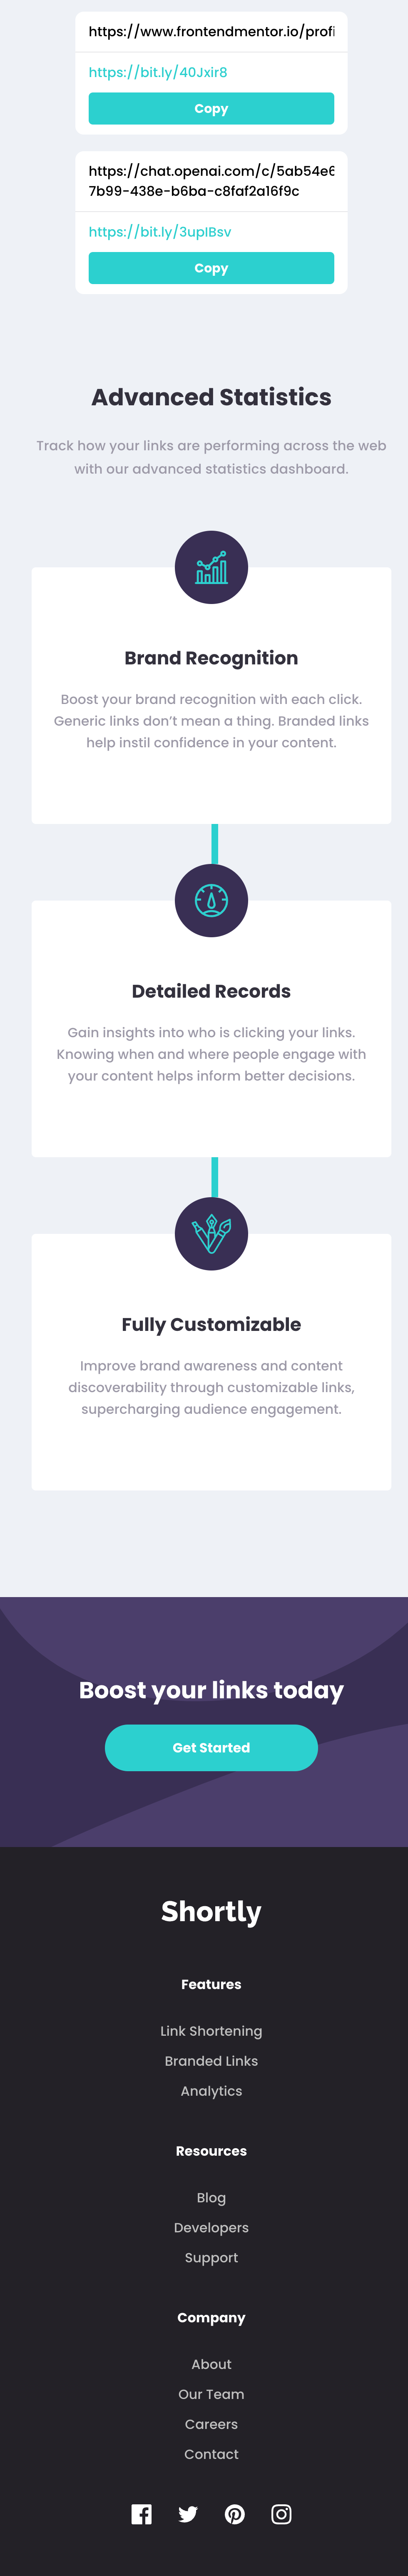 https://www.frontendmentor.io/profi
https://bit.ly/40Jxir8
Copy
https://chat.openai.com/c/5ab54e6
7b99-438e-b6ba-c8faf2a16f9c
https://bit.ly/3upIBsv
Copy
Advanced Statistics
Track how your links are performing across the web
with our advanced statistics dashboard.
Brand Recognition
Boost your brand recognition with each click.
Generic links don’t mean a thing. Branded links
help instil confidence in your content.
Detailed Records
Gain insights into who is clicking your links.
Knowing when and where people engage with
your content helps inform better decisions.
Fully Customizable
Improve brand awareness and content
discoverability through customizable links,
supercharging audience engagement.
Boost your links today
Get Started
Shortly
Features
Link Shortening
Branded Links
Analytics
Resources
Blog
Developers
Support
Company
About
Our Team
Careers
Contact